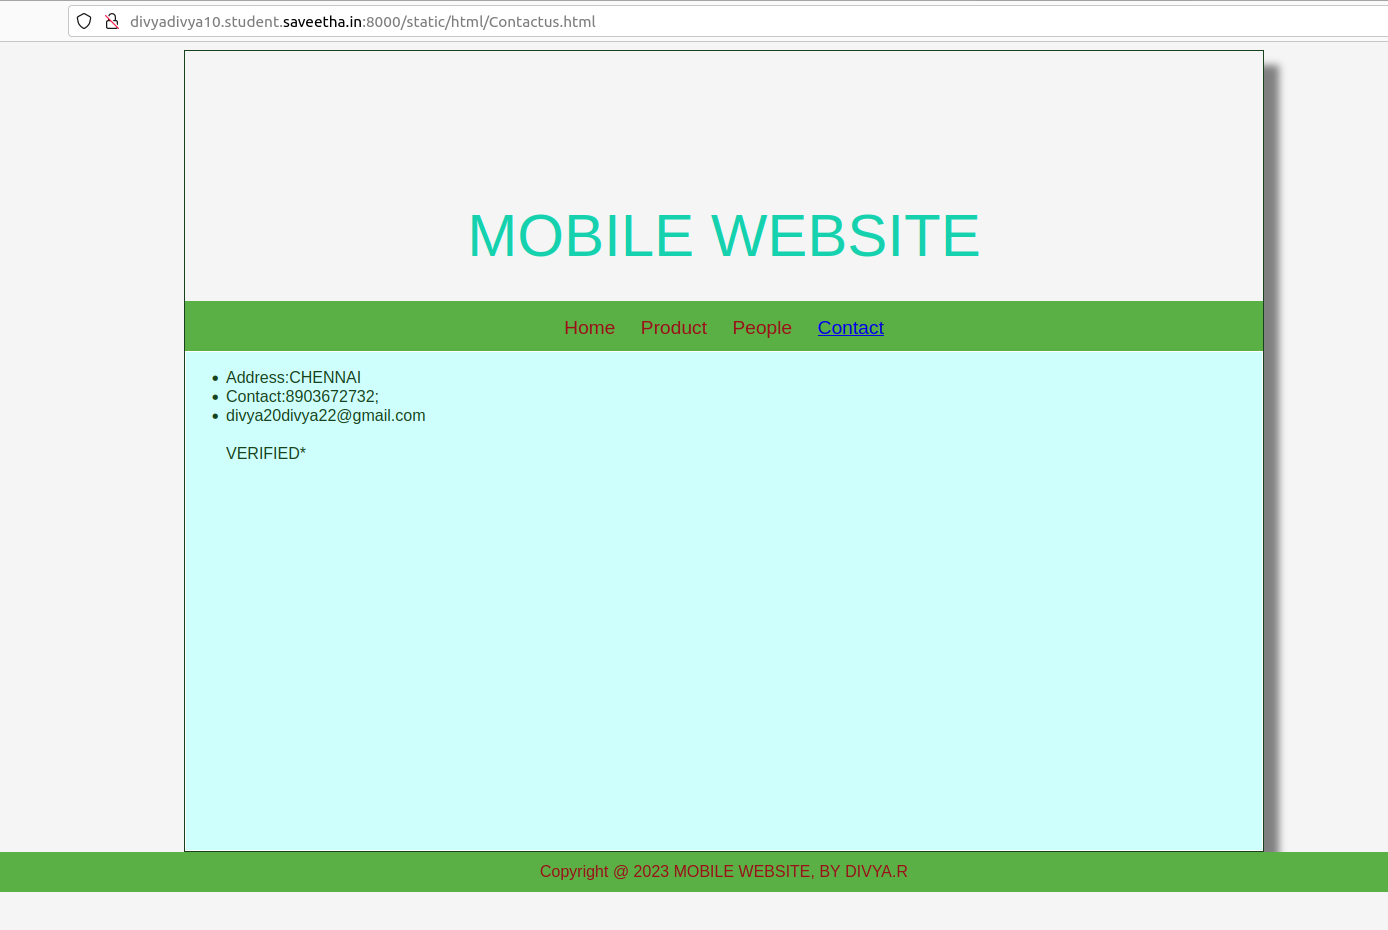 divyadivya10.student.saveetha.in:8000/static/html/Contactus.html
MOBILE WEBSITE
Home Product People Contact
Address:CHENNAI
Contact:8903672732;
divya20divya22@gmail.com
VERIFIED*
Copyright @ 2023 MOBILE WEBSITE, BY DIVYA.R